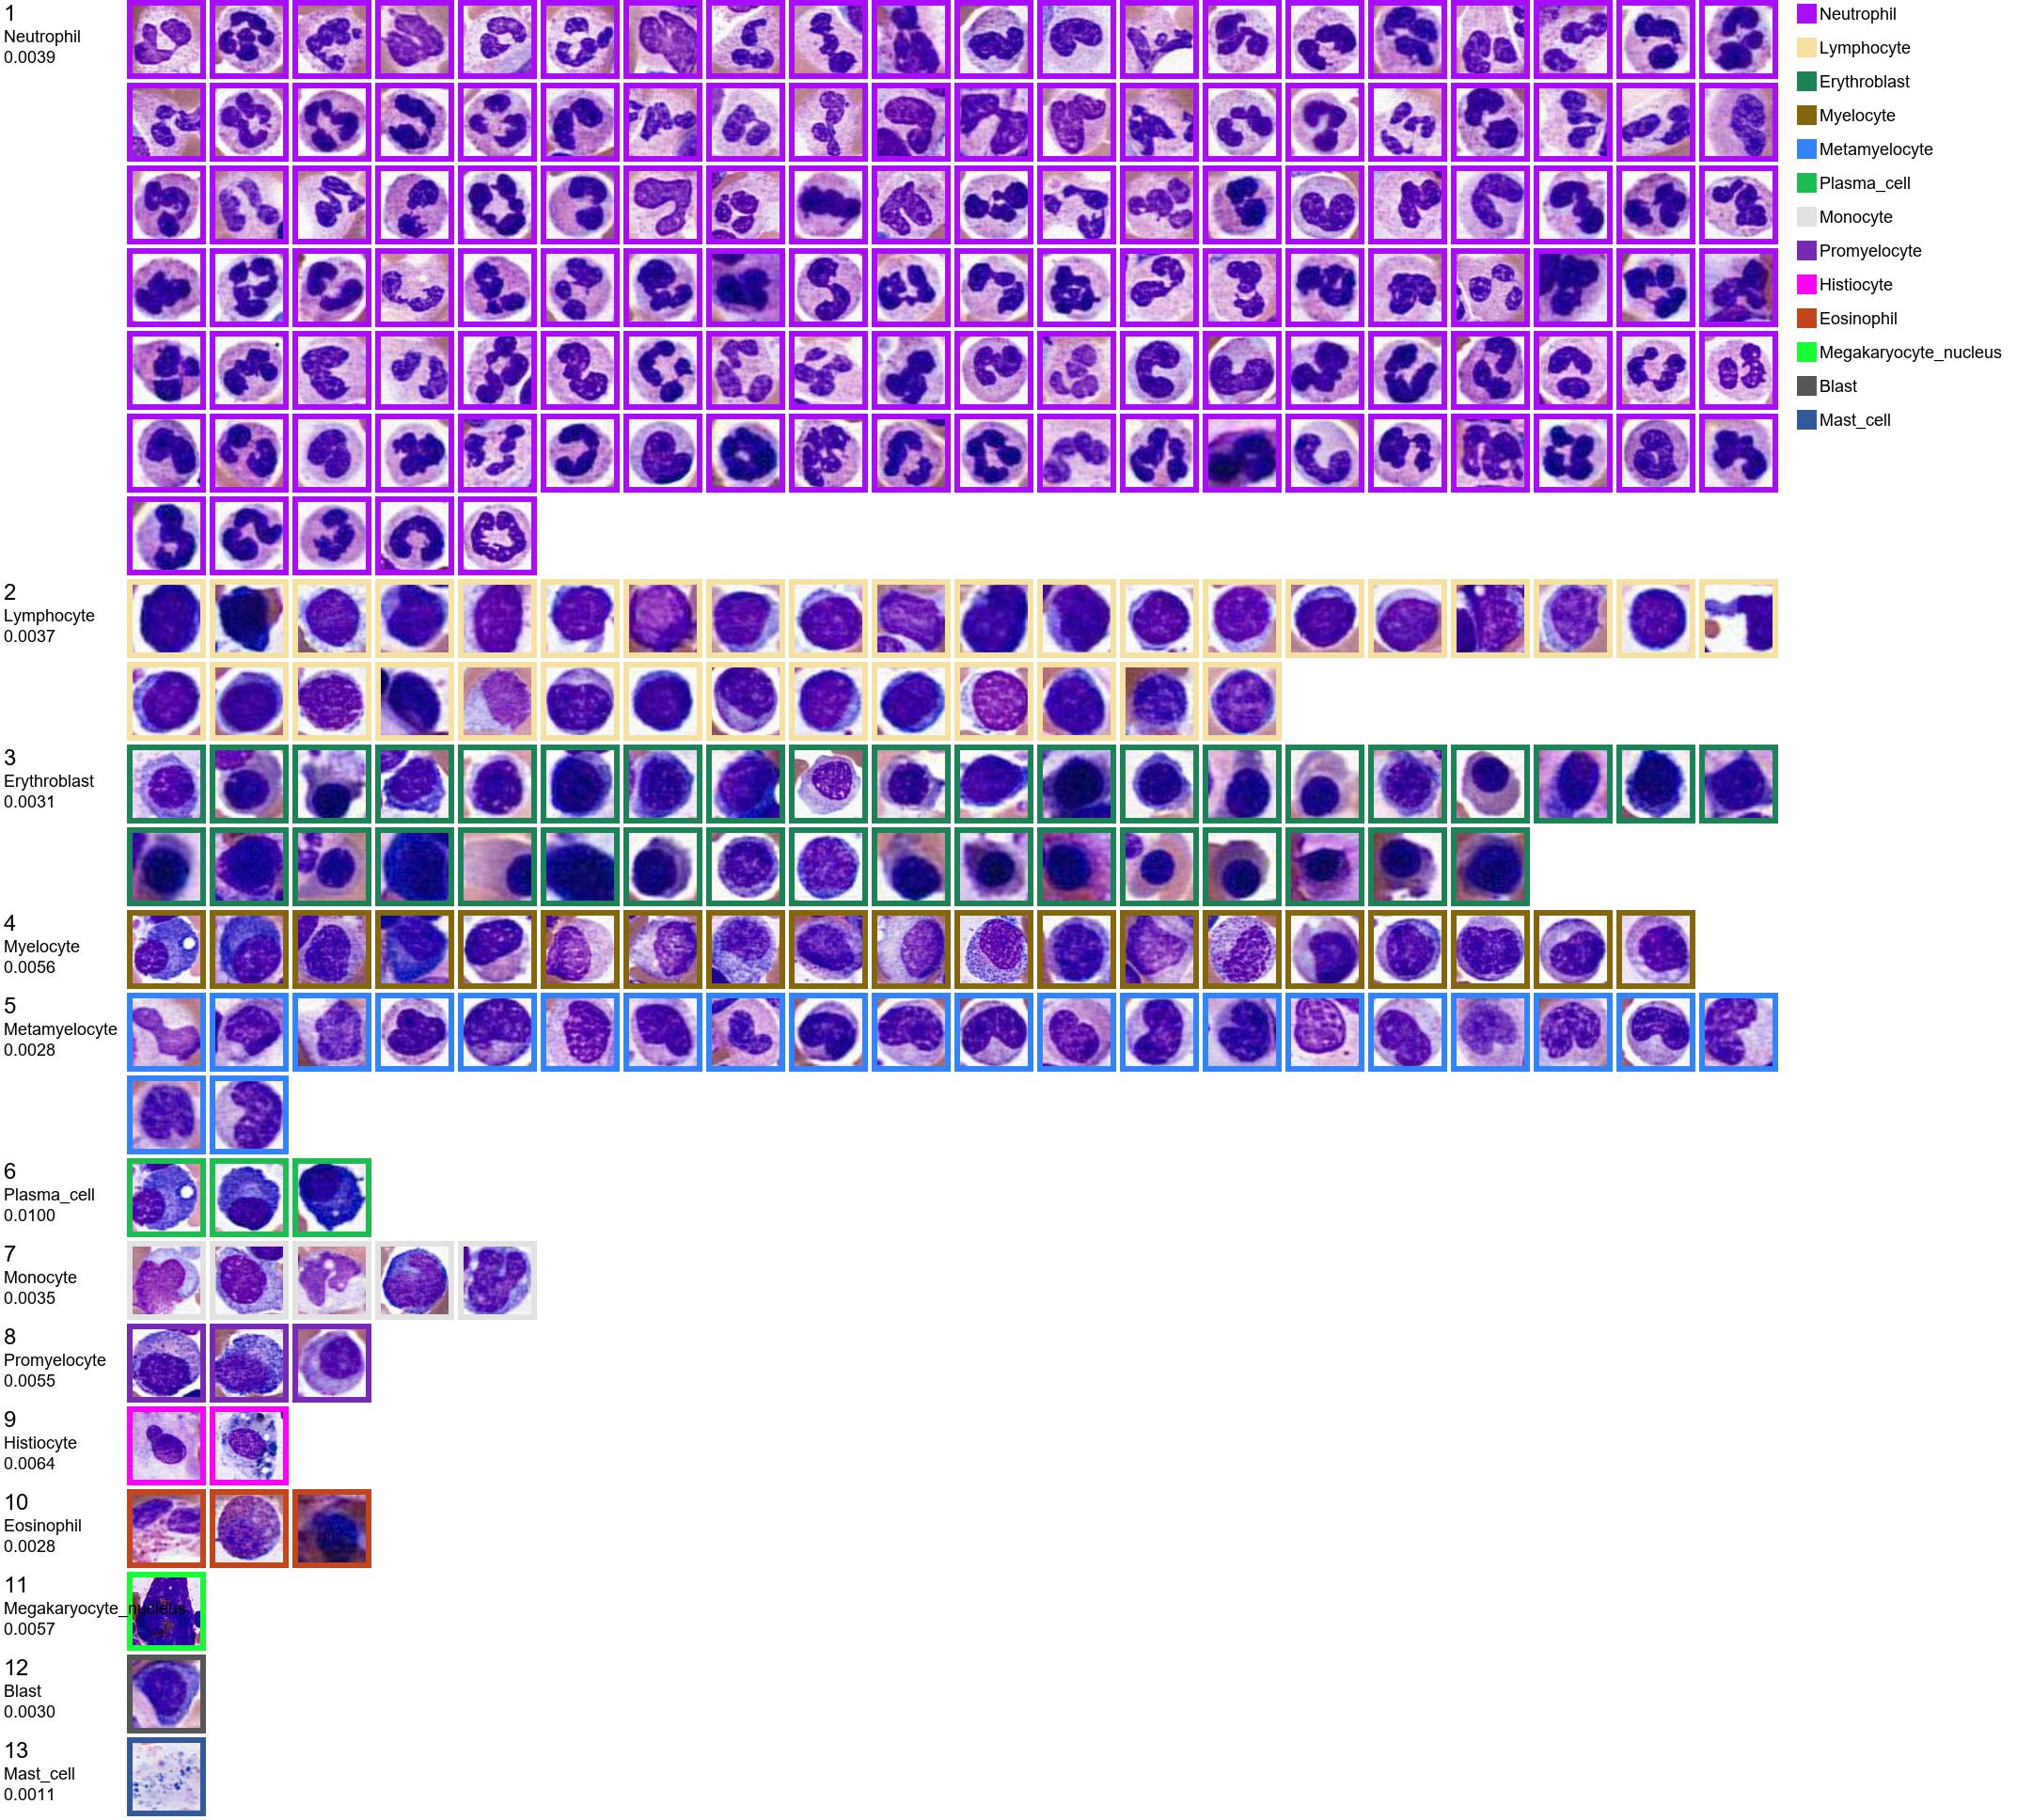 1
Neutrophil
0.0039
2
Lymphocyte
0.0037
3
Erythroblast
0.0031
4
Myelocyte
0.0056
5
Metamyelocyte
0.0028
6
Plasma_cell
0.0100
7
Monocyte
0.0035
8
Promyelocyte
0.0055
9
Histiocyte
0.0064
10
Eosinophil
0.0028
11
Megakaryocyte_nucleus
0.0057
12
Blast
0.0030
13
Mast_cell
0.0011
Neutrophil
Lymphocyte
Erythroblast
Myelocyte
Metamyelocyte
Plasma_cell
Monocyte
Promyelocyte
Histiocyte
Eosinophil
Megakaryocyte_nucleus
Blast
Mast_cell